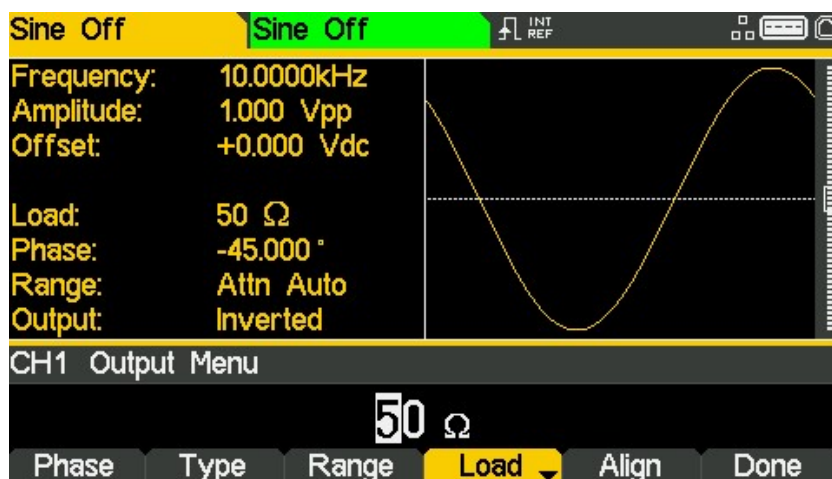 Sine Off Sine Off INT REF
Frequency: 10.0000kHz
Amplitude: 1.000 Vpp
Offset: +0.000 Vdc
Load: 50 Ω
Phase: -45.000 °
Range: Attn Auto
Output: Inverted
CH1 Output Menu
50 Ω
Phase Type Range Load Align Done